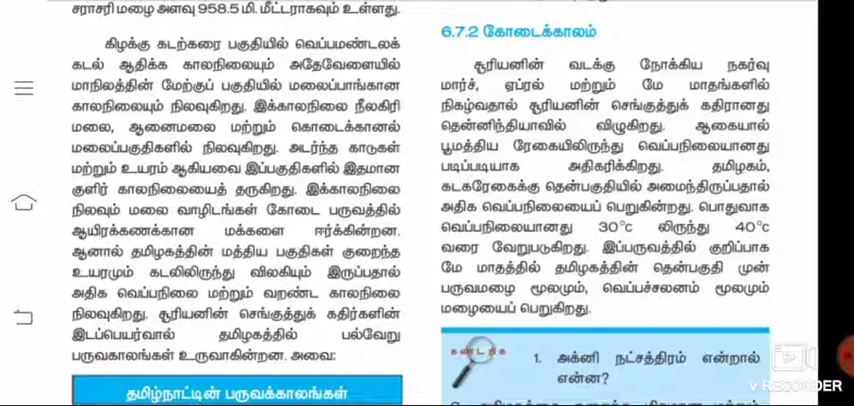 சராசரி மழை அளவு 958.5 மி. மீட்டராகவும் உள்ளது.
கிழக்கு கடற்கரை பகுதியில் வெப்பமண்டலக்
கடல் ஆதிக்க காலநிலையும் அதேவேளையில்
மாநிலத்தின் மேற்குப் பகுதியில் மலைப்பாங்கான
காலநிலையும் நிலவுகிறது. இக்காலநிலை நீலகிரி
மலை, ஆனைமலை மற்றும் கொடைக்கானல்
மலைப்பகுதிகளில் நிலவுகிறது. அடர்ந்த காடுகள்
மற்றும் உயரம் ஆகியவை இப்பகுதிகளில் இதமான
குளிர் காலநிலையைத் தருகிறது. இக்காலநிலை
நிலவும் மலை வாழிடங்கள் கோடை பருவத்தில்
ஆயிரக்கணக்கான மக்களை ஈர்க்கின்றன.
ஆனால் தமிழகத்தின் மத்திய பகுதிகள் குறைந்த
உயரமும் கடலிலிருந்து விலகியும் இருப்பதால்
அதிக வெப்பநிலை மற்றும் வறண்ட காலநிலை
நிலவுகிறது. சூரியனின் செங்குத்துக் கதிர்களின்
இடப்பெயர்வால் தமிழகத்தில் பல்வேறு
பருவகாலங்கள் உருவாகின்றன. அவை:
தமிழ்நாட்டின் பருவக்காலங்கள்
6.7.2 கோடைக்காலம்
சூரியனின் வடக்கு நோக்கிய நகர்வு
மார்ச், ஏப்ரல் மற்றும் மே மாதங்களில்
நிகழ்வதால் சூரியனின் செங்குத்துக் கதிரானது
தென்னிந்தியாவில் விழுகிறது. ஆகையால்
பூமத்திய ரேகையிலிருந்து வெப்பநிலையானது
படிப்படியாக அதிகரிக்கிறது. தமிழகம்,
கடகரேகைக்கு தென்பகுதியில் அமைந்திருப்பதால்
அதிக வெப்பநிலையைப் பெறுகின்றது. பொதுவாக
வெப்பநிலையானது 30°c லிருந்து 40°c
வரை வேறுபடுகிறது. இப்பருவத்தில் குறிப்பாக
மே மாதத்தில் தமிழகத்தின் தென்பகுதி முன்
பருவமழை மூலமும், வெப்பச்சலனம் மூலமும்
மழையைப் பெறுகிறது.
1. அக்னி நட்சத்திரம் என்றால்
என்ன?
V RECORDER